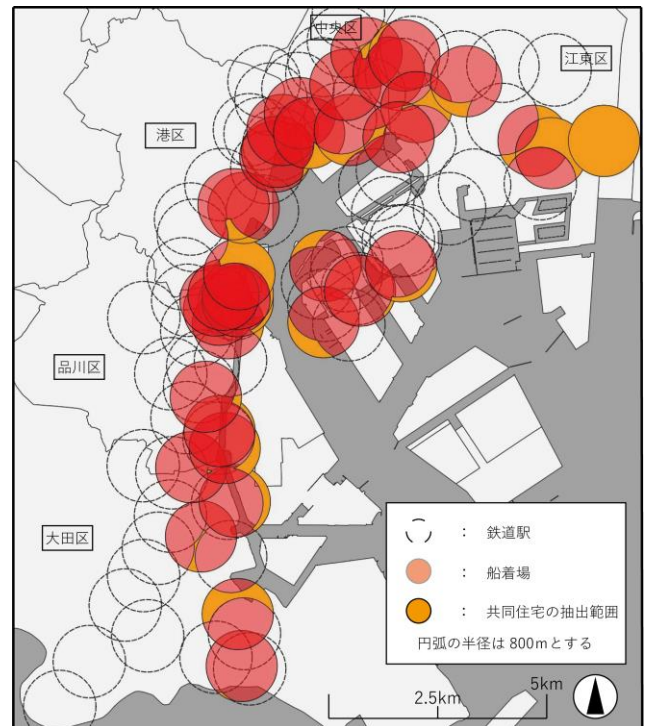 中央区
江東区
港区
品川区
大田区
： 鉄道駅
： 船着場
： 共同住宅の抽出範囲
円弧の半径は 800mとする
2.5km
5km